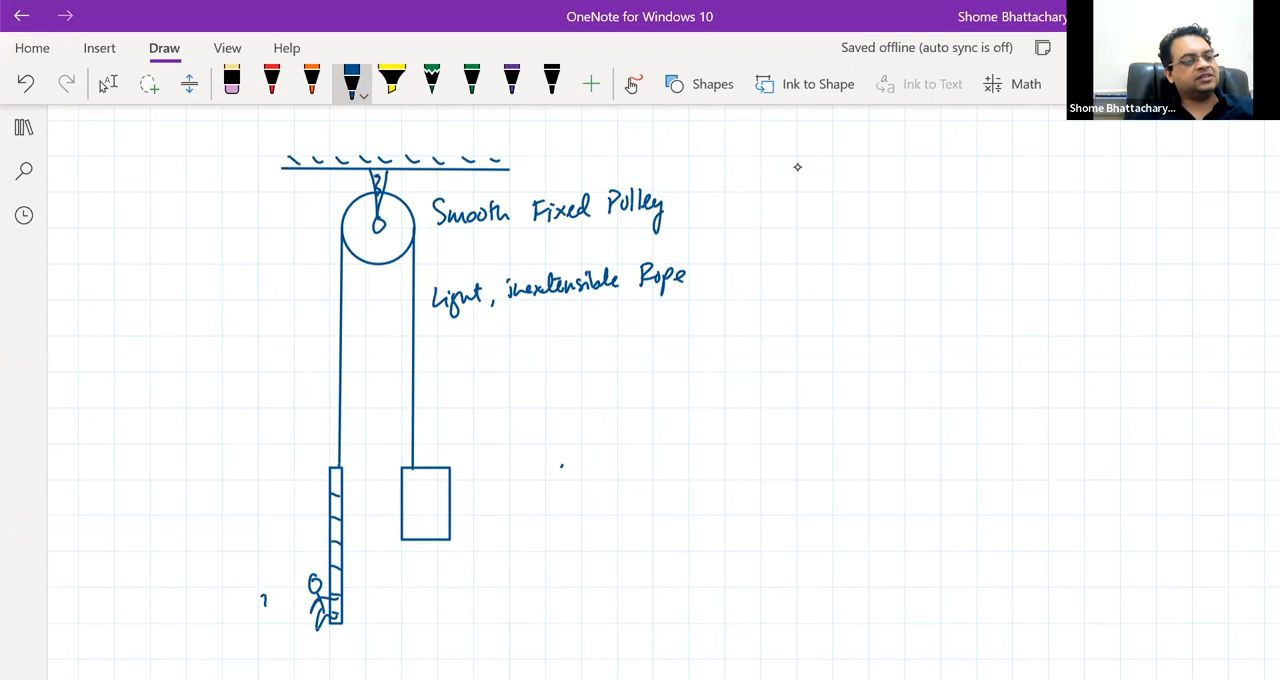 OneNote for Windows 10
Shome Bhattachary
Home Insert Draw View Help
Saved offline (auto sync is off)
Shapes Ink to Shape Ink to Text Math
Shome Bhattachary...
Smooth Fixed Pulley
Light, inextensible Rope